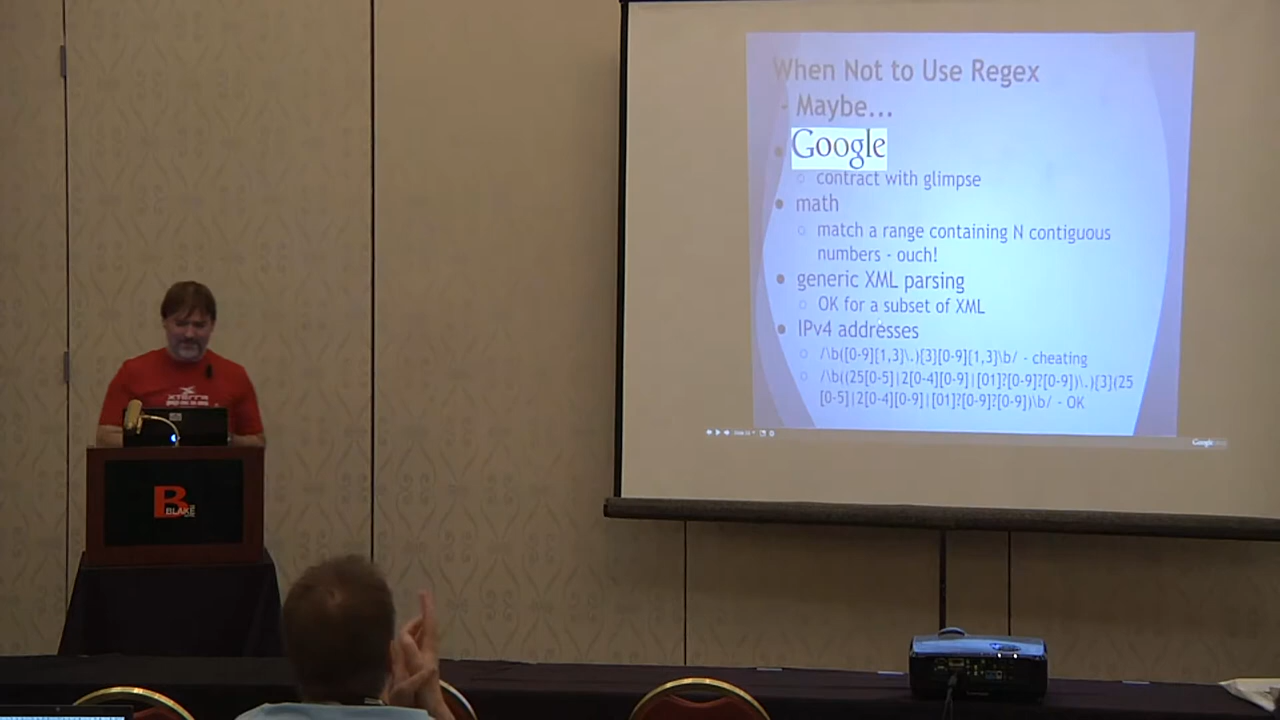 When Not to Use Regex
- Maybe...
Google
contract with glimpse
math
match a range containing N contiguous
numbers - ouch!
generic XML parsing
OK for a subset of XML
IPv4 addresses
/\b([0-9]{1,3}\.){3}[0-9]{1,3}\b/ - cheating
/\b((25[0-5]|2[0-4][0-9]|[01]?[0-9]?[0-9])\.){3}(25
[0-5]|2[0-4][0-9]|[01]?[0-9]?[0-9])\b/ - OK
Google
XTERRA
B
BLAKE